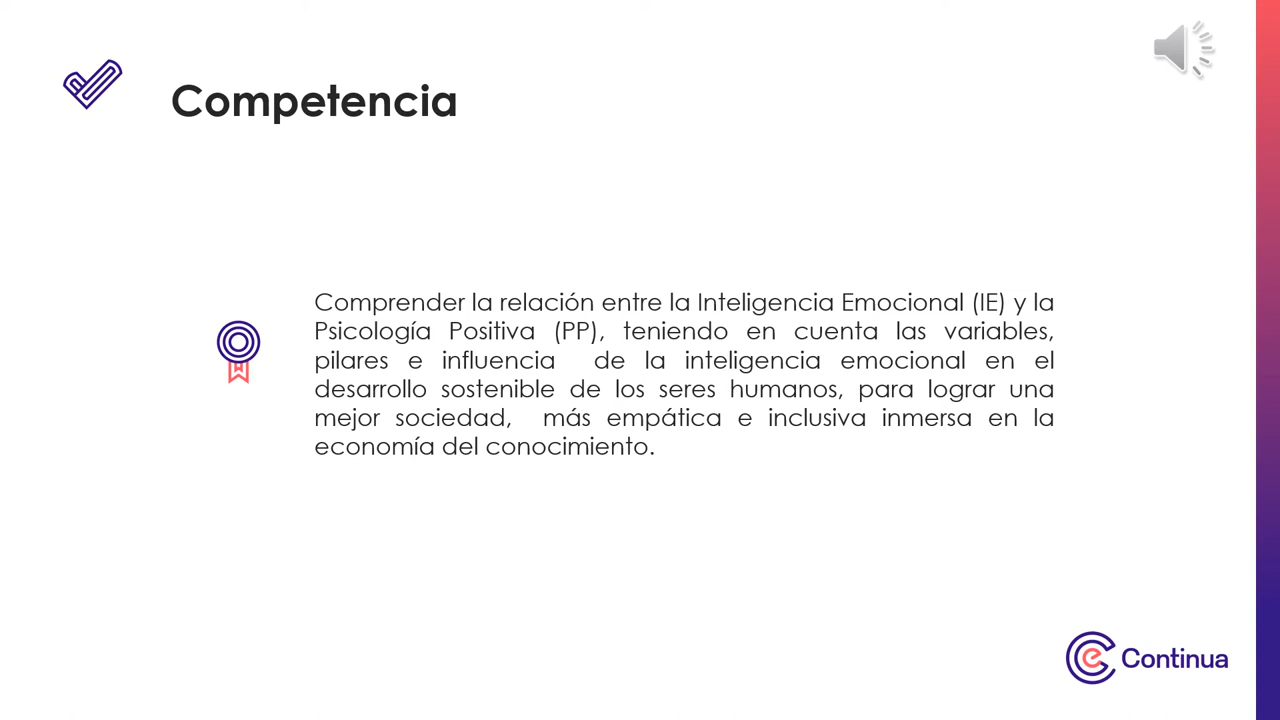 Competencia
Comprender la relación entre la Inteligencia Emocional (IE) y la
Psicología Positiva (PP), teniendo en cuenta las variables,
pilares e influencia de la inteligencia emocional en el
desarrollo sostenible de los seres humanos, para lograr una
mejor sociedad, más empática e inclusiva inmersa en la
economía del conocimiento.
Continua